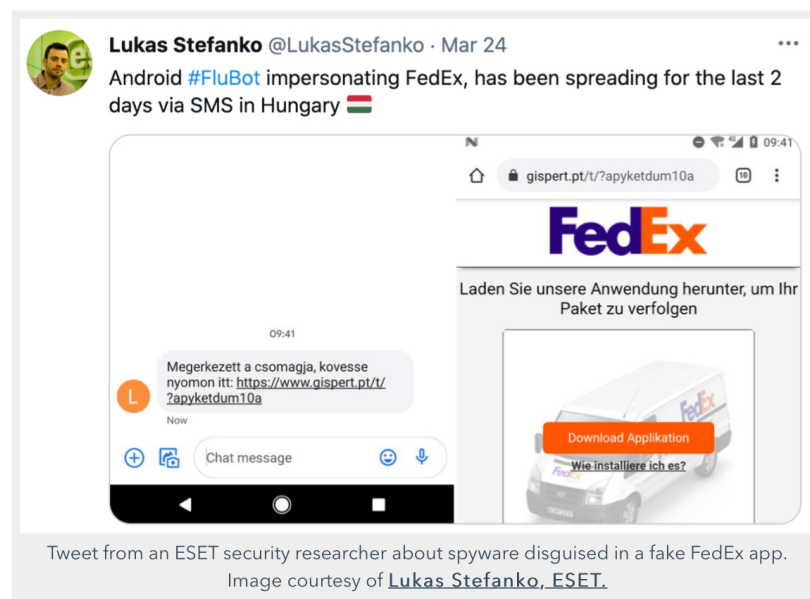 Lukas Stefanko @LukasStefanko · Mar 24
Android #FluBot impersonating FedEx, has been spreading for the last 2
days via SMS in Hungary 🇭🇺
09:41
Megerkezett a csomagja, kovesse
nyomon itt: https://www.gispert.pt/t/
?apyketdum10a
L
Now
Chat message
4G 09:41
gispert.pt/t/?apyketdum10a 10
FedEx
Laden Sie unsere Anwendung herunter, um Ihr
Paket zu verfolgen
FedEx
Download Applikation
Wie installiere ich es?
FedEx
Tweet from an ESET security researcher about spyware disguised in a fake FedEx app.
Image courtesy of Lukas Stefanko, ESET.